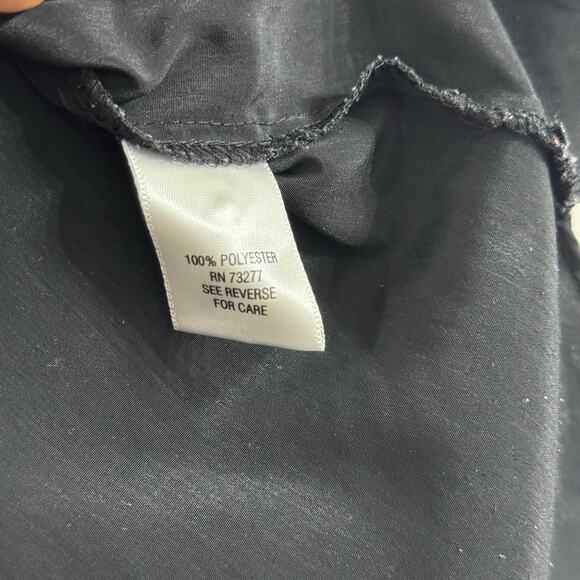 100% POLYESTER
RN 73277
SEE REVERSE
FOR CARE